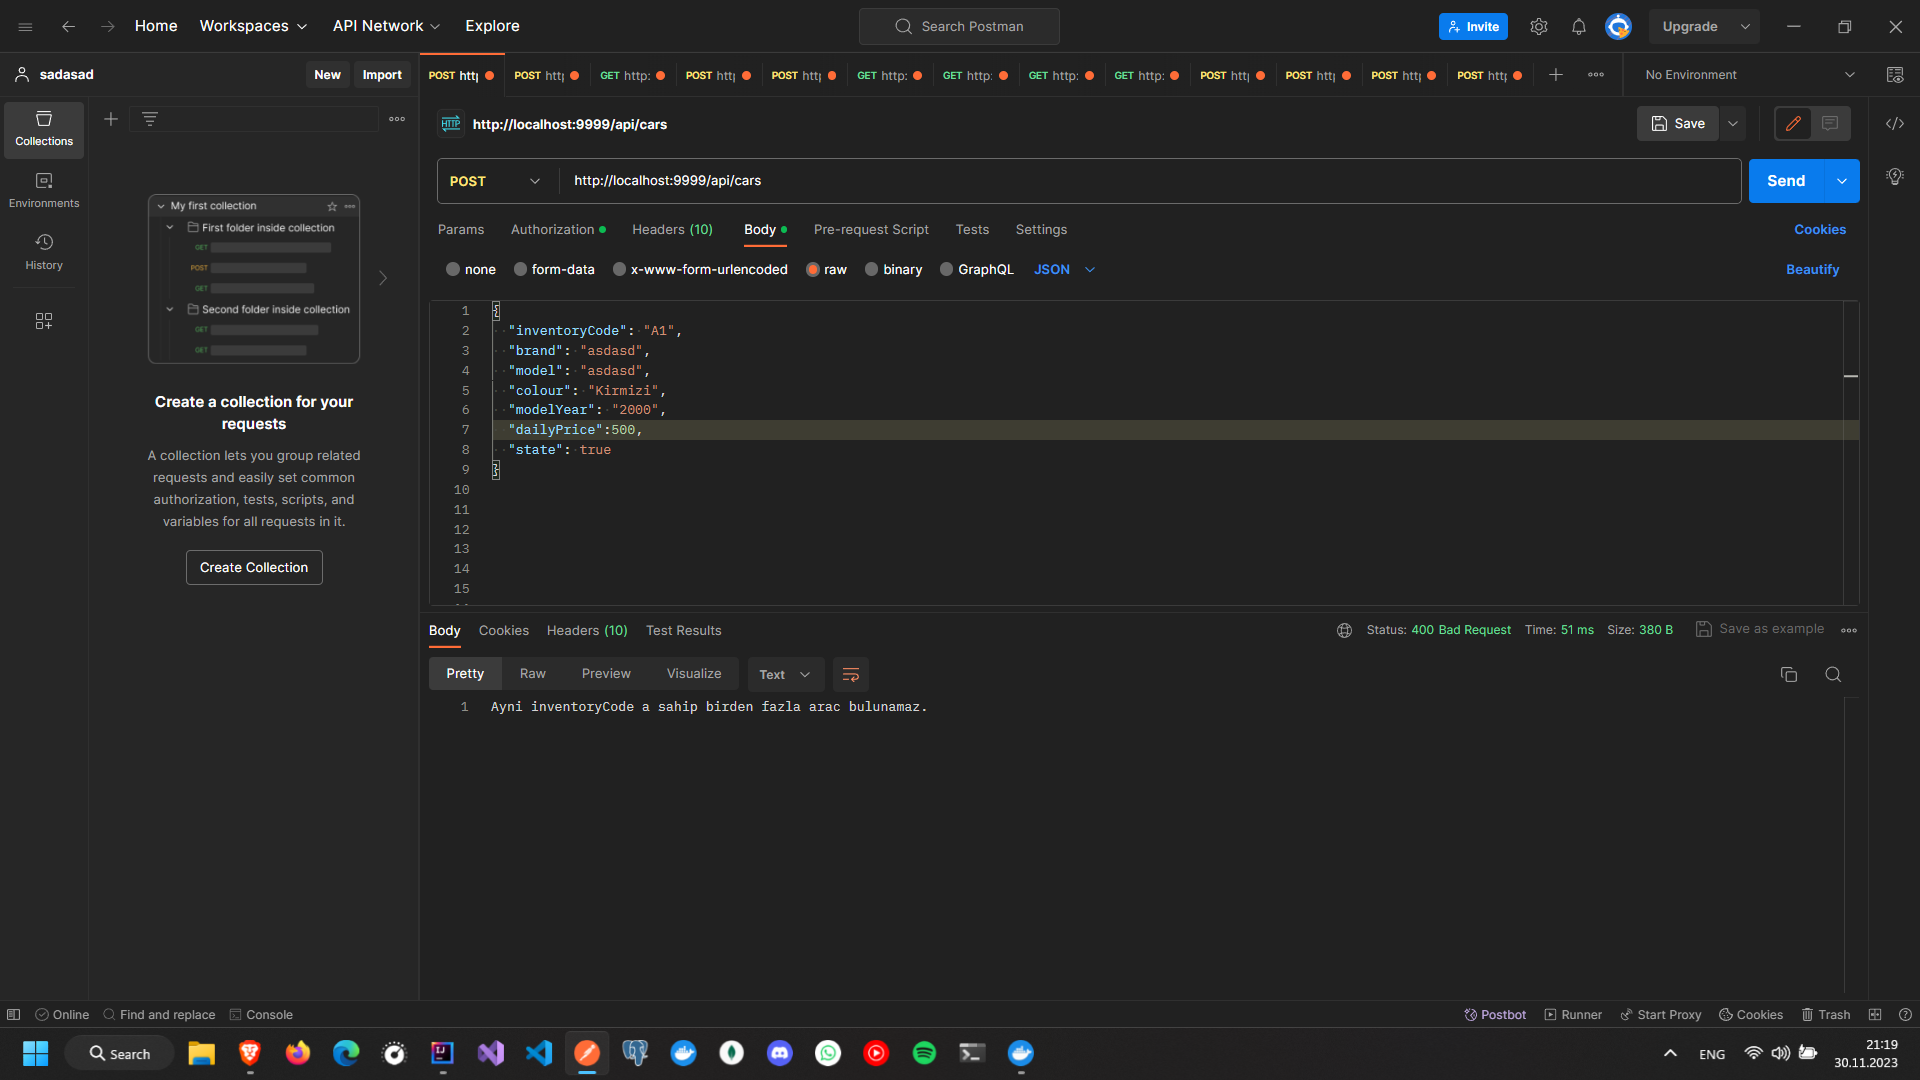 Home Workspaces API Network Explore
Search Postman
Invite
Upgrade
sadasad
New Import
POST http
POST http
GET http:
POST http
POST http
GET http:
GET http:
GET http:
GET http:
POST http
POST http
POST http
POST http
No Environment
Collections
Environments
History
My first collection
First folder inside collection
GET
POST
GET
Second folder inside collection
GET
GET
Create a collection for your
requests
A collection lets you group related
requests and easily set common
authorization, tests, scripts, and
variables for all requests in it.
Create Collection
HTTP http://localhost:9999/api/cars
Save
POST http://localhost:9999/api/cars
Send
Params Authorization Headers (10) Body Pre-request Script Tests Settings Cookies
none form-data x-www-form-urlencoded raw binary GraphQL JSON Beautify
1 {
2 "inventoryCode": "A1",
3 "brand": "asdasd",
4 "model": "asdasd",
5 "colour": "Kirmizi",
6 "modelYear": "2000",
7 "dailyPrice":500,
8 "state": true
9 }
10
11
12
13
14
15
Body Cookies Headers (10) Test Results Status: 400 Bad Request Time: 51 ms Size: 380 B Save as example
Pretty Raw Preview Visualize Text
1 Ayni inventoryCode a sahip birden fazla arac bulunamaz.
Online Find and replace Console Postbot Runner Start Proxy Cookies Trash
Search
ENG
21:19
30.11.2023